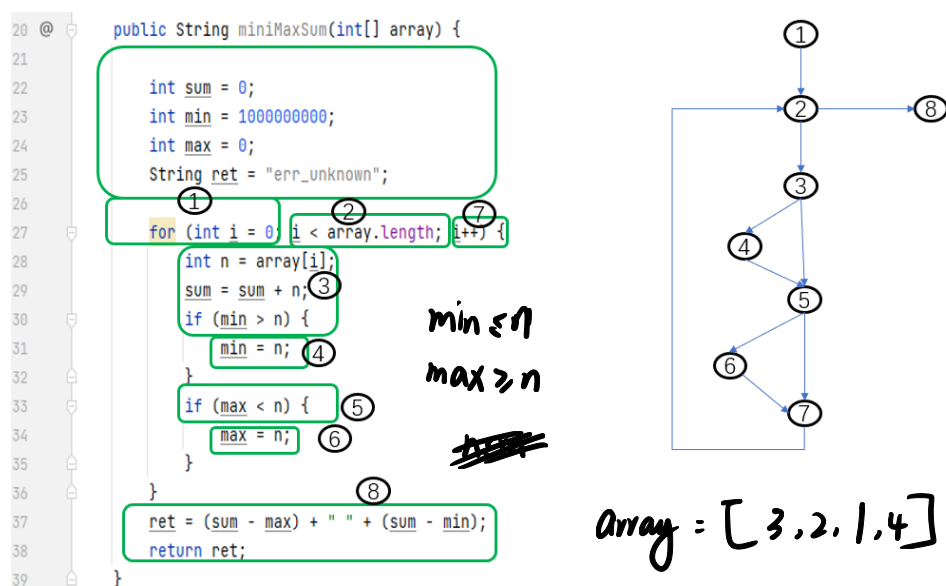 20 @ public String miniMaxSum(int[] array) {
21
22 int sum = 0;
23 int min = 1000000000;
24 int max = 0;
25 String ret = "err_unknown";
26
① ② ⑦
27 for (int i = 0; i < array.length; i++) {
28 int n = array[i];
29 sum = sum + n; ③
30 if (min > n) {
31 min = n; ④
32 }
33 if (max < n) { ⑤
34 max = n; ⑥
35 }
36 } ⑧
37 ret = (sum - max) + " " + (sum - min);
38 return ret;
39 }
min ≤ n
max ≥ n
①
② ⑧
③
④
⑤
⑥
⑦
array = [3,2,1,4]